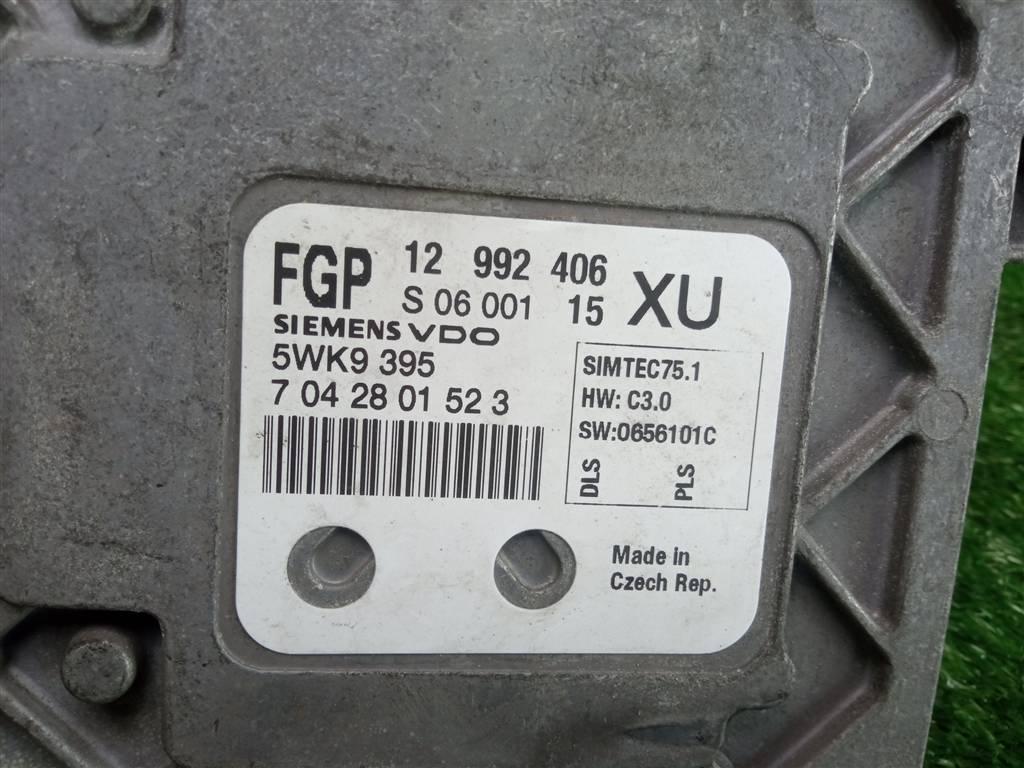 FGP 12 992 406 XU
S 06 001 15
SIEMENS VDO
5WK9 395
7 04 28 01 52 3
SIMTEC75.1
HW: C3.0
SW:0656101C
DLS PLS
Made in
Czech Rep.